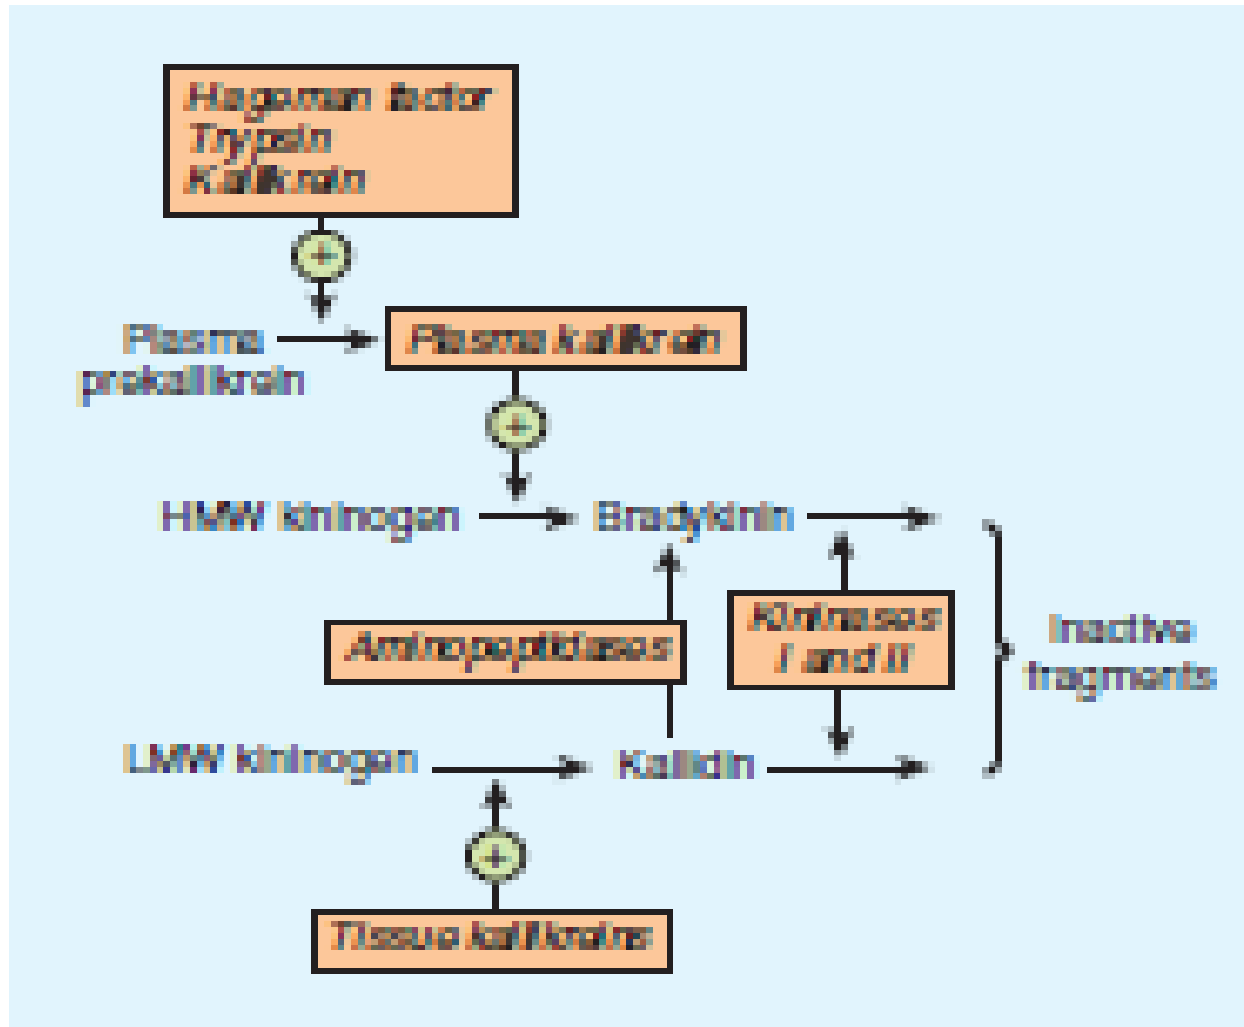 Hageman factor
Trypsin
Kallikrein
+
Plasma
prekallikrein
Plasma kallikrein
+
HMW kininogen
Bradykinin
Aminopeptidases
Kininases
I and II
Inactive
fragments
LMW kininogen
Kallidin
+
Tissue kallikreins